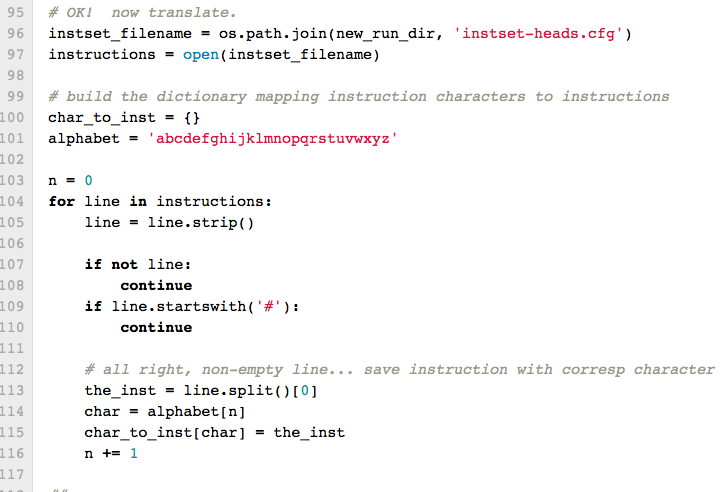 95 # OK!  now translate.
96 instset_filename = os.path.join(new_run_dir, 'instset-heads.cfg')
97 instructions = open(instset_filename)
98
99 # build the dictionary mapping instruction characters to instructions
100 char_to_inst = {}
101 alphabet = 'abcdefghijklmnopqrstuvwxyz'
102
103 n = 0
104 for line in instructions:
105     line = line.strip()
106
107     if not line:
108         continue
109     if line.startswith('#'):
110         continue
111
112     # all right, non-empty line... save instruction with corresp character
113     the_inst = line.split()[0]
114     char = alphabet[n]
115     char_to_inst[char] = the_inst
116     n += 1
117